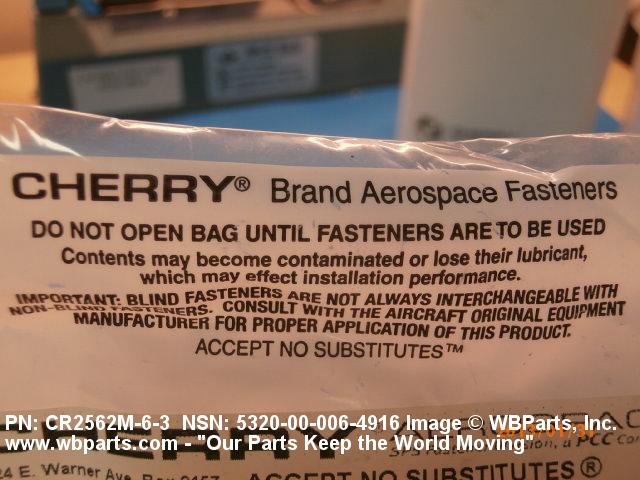 CHERRY® Brand Aerospace Fasteners
DO NOT OPEN BAG UNTIL FASTENERS ARE TO BE USED
Contents may become contaminated or lose their lubricant,
which may effect installation performance.
IMPORTANT: BLIND FASTENERS ARE NOT ALWAYS INTERCHANGEABLE WITH
NON-BLIND FASTENERS. CONSULT WITH THE AIRCRAFT ORIGINAL EQUIPMENT
MANUFACTURER FOR PROPER APPLICATION OF THIS PRODUCT.
ACCEPT NO SUBSTITUTES™
PN: CR2562M-6-3 NSN: 5320-00-006-4916 Image © WBParts, Inc.
www.wbparts.com - "Our Parts Keep the World Moving"
a PCC
24 E. Warner Ave
ACCEPT NO SUBSTITUTES®